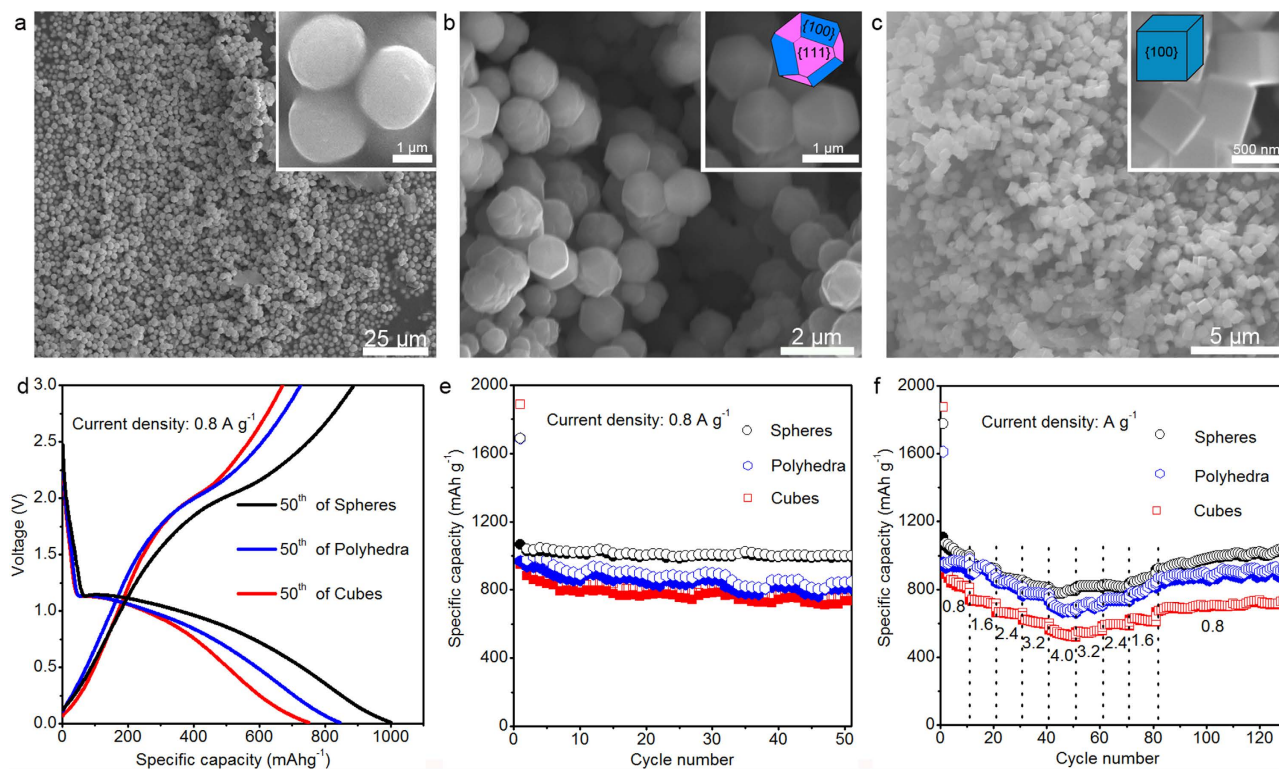 a
1 µm
25 µm
b
{100}
{111}
1 µm
2 µm
c
{100}
500 nm
5 µm
d
3.0
2.5
2.0
1.5
1.0
0.5
0.0
Voltage (V)
Current density: 0.8 A g⁻¹
50th of Spheres
50th of Polyhedra
50th of Cubes
0 200 400 600 800 1000
Specific capacity (mAhg⁻¹)
e
2000
1600
1200
800
400
0
Specific capacity (mAh g⁻¹)
Current density: 0.8 A g⁻¹
Spheres
Polyhedra
Cubes
0 10 20 30 40 50
Cycle number
f
2000
1600
1200
800
400
0
Specific capacity (mAh g⁻¹)
Current density: A g⁻¹
Spheres
Polyhedra
Cubes
0.8 1.6 2.4 3.2 4.0 3.2 2.4 1.6 0.8
0 20 40 60 80 100 120
Cycle number